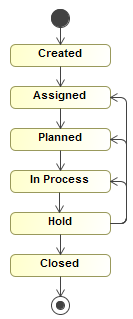 Created
Assigned
Planned
In Process
Hold
Closed